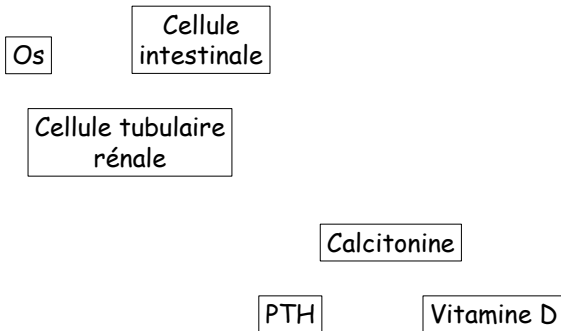 Os
Cellule
intestinale
Cellule tubulaire
rénale
Calcitonine
PTH
Vitamine D